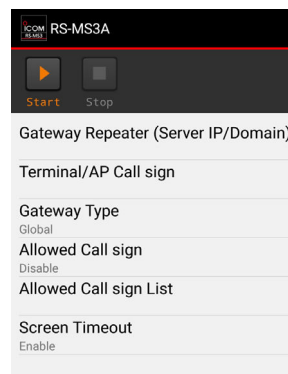 ICOM
RS-MS3
RS-MS3A
Start Stop
Gateway Repeater (Server IP/Domain)
Terminal/AP Call sign
Gateway Type
Global
Allowed Call sign
Disable
Allowed Call sign List
Screen Timeout
Enable